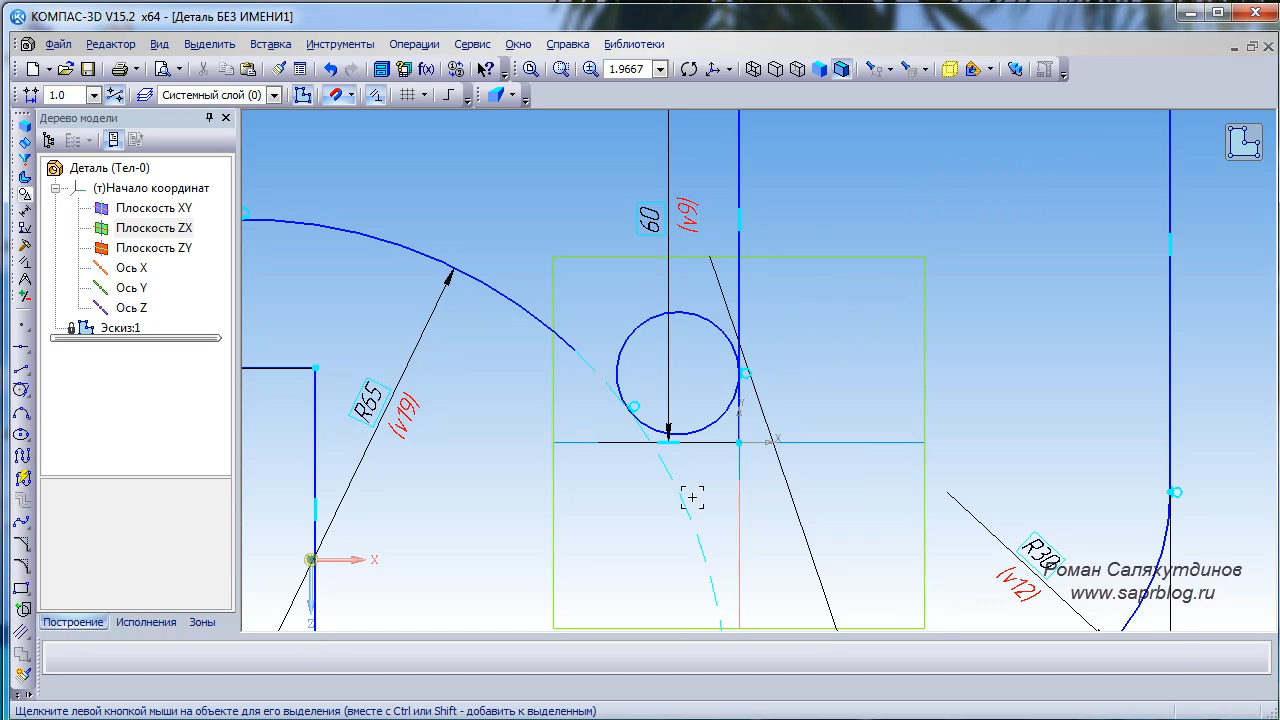 КОМПАС-3D V15.2 x64 - [Деталь БЕЗ ИМЕНИ1]
Файл Редактор Вид Выделить Вставка Инструменты Операции Сервис Окно Справка Библиотеки
f(x) 1.9667
1.0 Системный слой (0)
Дерево модели
Деталь (Тел-0)
(т)Начало координат
Плоскость XY
Плоскость ZX
Плоскость ZY
Ось X
Ось Y
Ось Z
Эскиз:1
60 (v6)
R65
(v19)
Y
X
X
Z
R30
(v12)
Роман Саляхутдинов
www.saprblog.ru
Построение Исполнения Зоны
Щелкните левой кнопкой мыши на объекте для его выделения (вместе с Ctrl или Shift - добавить к выделенным)